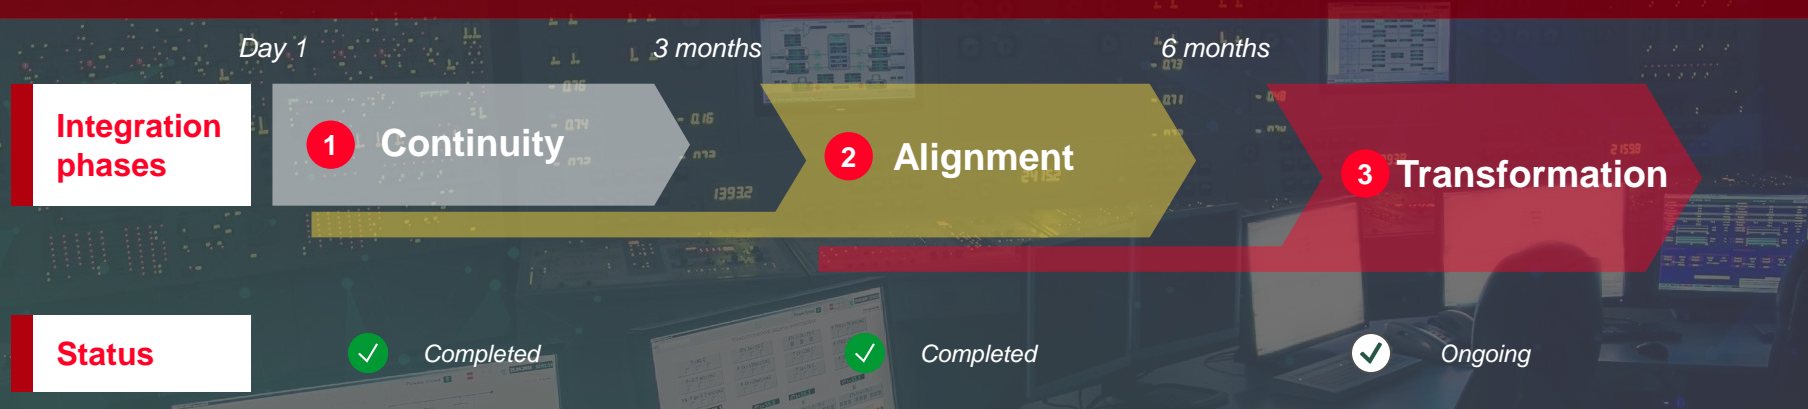 Day 1
3 months
6 months
Integration
phases
1
Continuity
2
Alignment
3
Transformation
Status
Completed
Completed
Ongoing